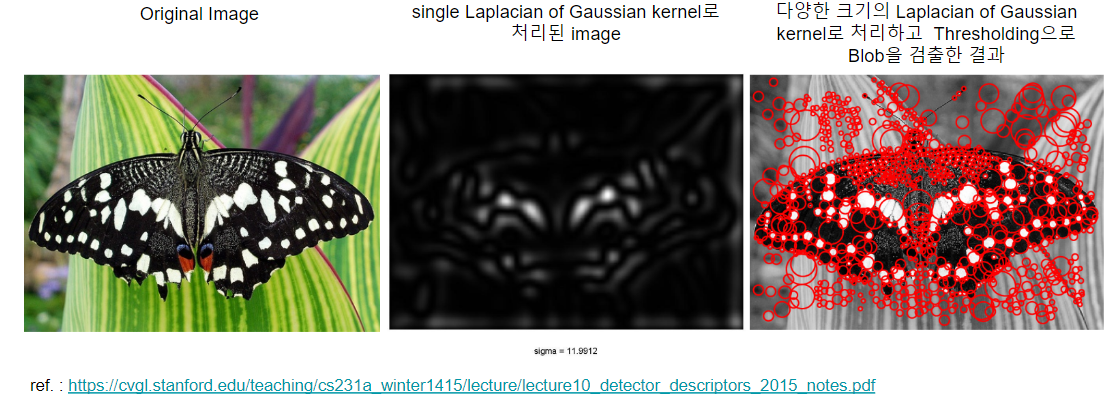 Original Image
single Laplacian of Gaussian kernel로
처리된 image
다양한 크기의 Laplacian of Gaussian
kernel로 처리하고 Thresholding으로
Blob을 검출한 결과
sigma = 11.9912
ref. : https://cvgl.stanford.edu/teaching/cs231a_winter1415/lecture/lecture10_detector_descriptors_2015_notes.pdf